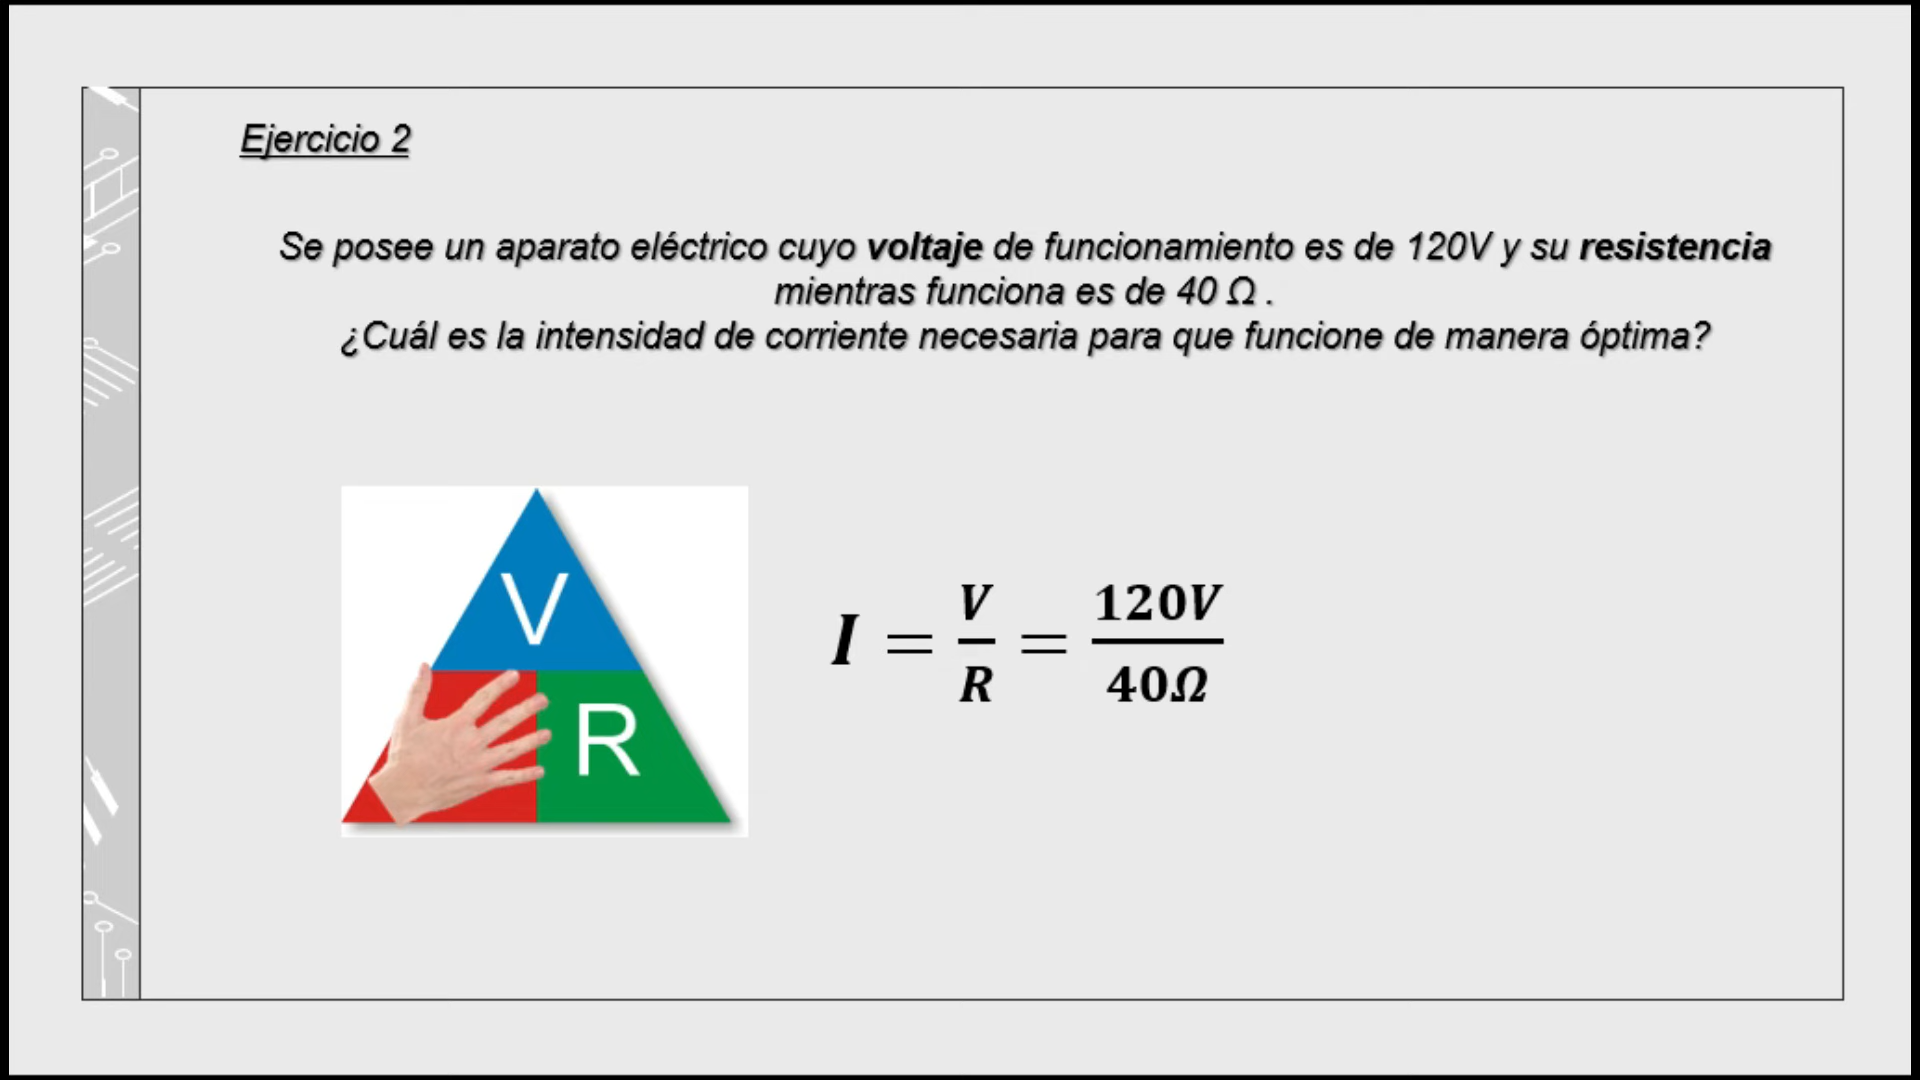 Ejercicio 2
Se posee un aparato eléctrico cuyo voltaje de funcionamiento es de 120V y su resistencia
mientras funciona es de 40 Ω .
¿Cuál es la intensidad de corriente necesaria para que funcione de manera óptima?
V
R
I = V/R = 120V/40Ω